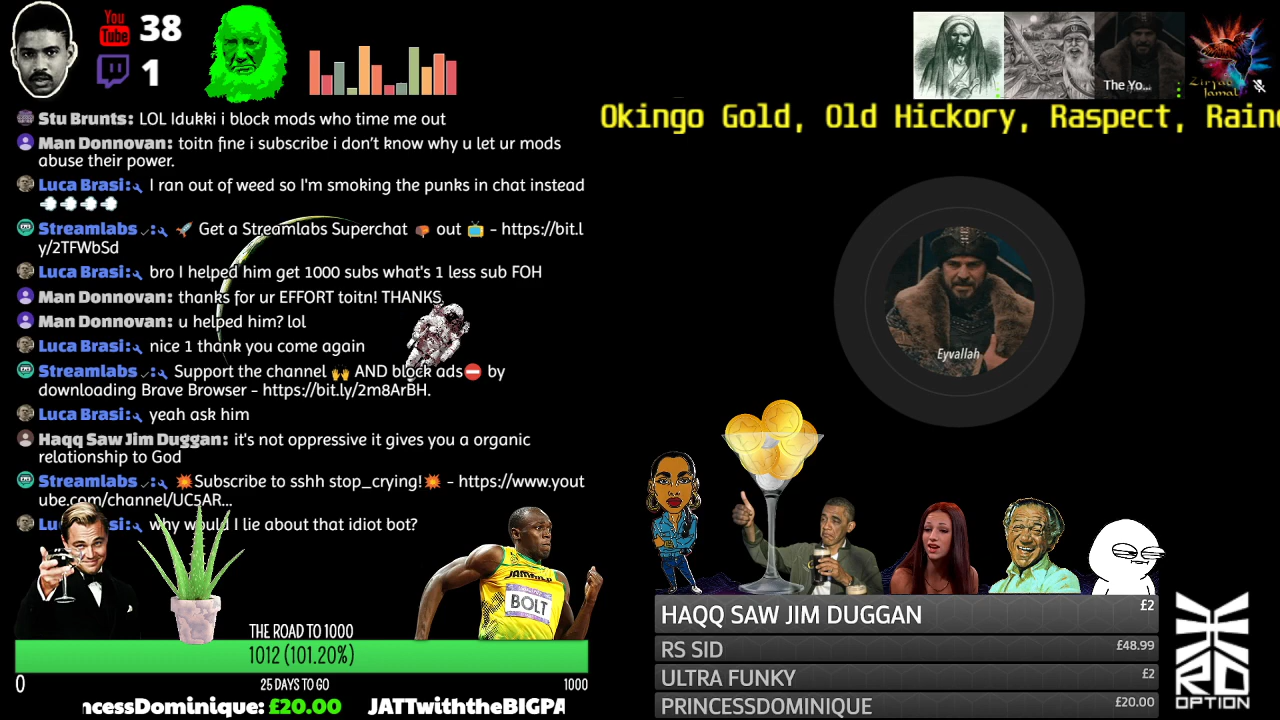 You
Tube
38
1
The Yo...
Ziryab
Jamal
Okingo Gold, Old Hickory, Raspect, Rain
Stu Brunts: LOL Idukki i block mods who time me out
Man Donnovan: toitn fine i subscribe i don't know why u let ur mods
abuse their power.
Luca Brasi: I ran out of weed so I'm smoking the punks in chat instead
💨💨💨💨
Streamlabs ✓: 🚀 Get a Streamlabs Superchat 👊 out 📺 - https://bit.l
y/2TFWbSd
Luca Brasi: bro I helped him get 1000 subs what's 1 less sub FOH
Man Donnovan: thanks for ur EFFORT toitn! THANKS
Man Donnovan: u helped him? lol
Luca Brasi: nice 1 thank you come again
Streamlabs ✓: Support the channel 🙌 AND block ads⛔ by
downloading Brave Browser - https://bit.ly/2m8ArBH.
Luca Brasi: yeah ask him
Haqq Saw Jim Duggan: it's not oppressive it gives you a organic
relationship to God
Streamlabs ✓: 💥Subscribe to sshh stop_crying!💥 - https://www.yout
ube.com/channel/UC5AR...
Lu si: why would I lie about that idiot bot?
Eyvallah
BOLT
THE ROAD TO 1000
1012 (101.20%)
0
25 DAYS TO GO
1000
ncessDominique: £20.00 JATTwiththeBIGPA
HAQQ SAW JIM DUGGAN £2
RS SID £48.99
ULTRA FUNKY £2
PRINCESSDOMINIQUE £20.00
OPTION